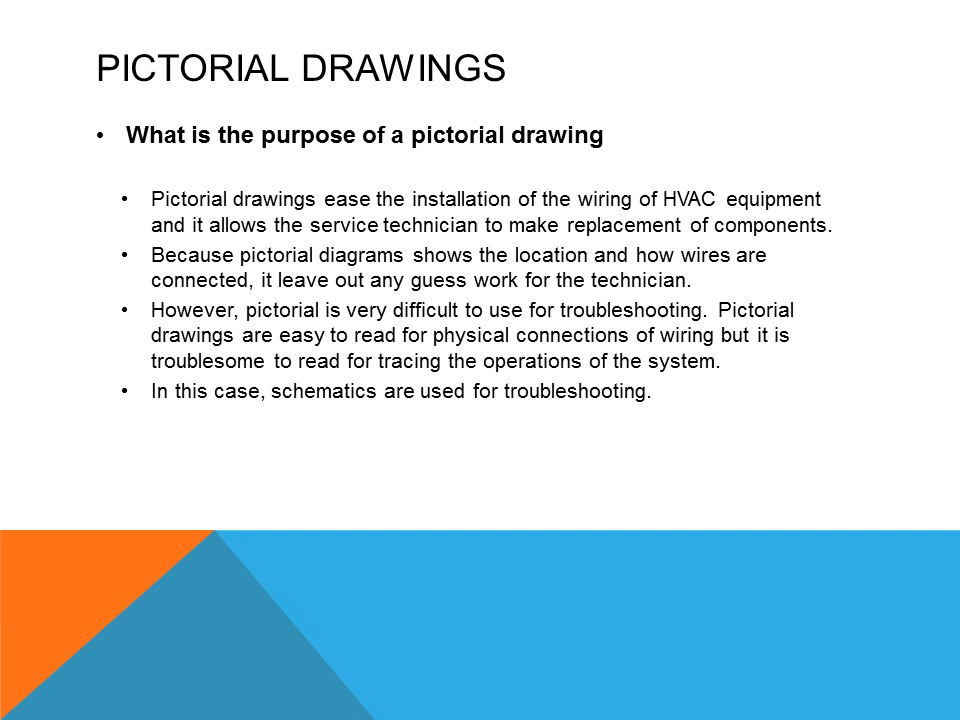 PICTORIAL DRAWINGS
• What is the purpose of a pictorial drawing
• Pictorial drawings ease the installation of the wiring of HVAC equipment
and it allows the service technician to make replacement of components.
• Because pictorial diagrams shows the location and how wires are
connected, it leave out any guess work for the technician.
• However, pictorial is very difficult to use for troubleshooting. Pictorial
drawings are easy to read for physical connections of wiring but it is
troublesome to read for tracing the operations of the system.
• In this case, schematics are used for troubleshooting.